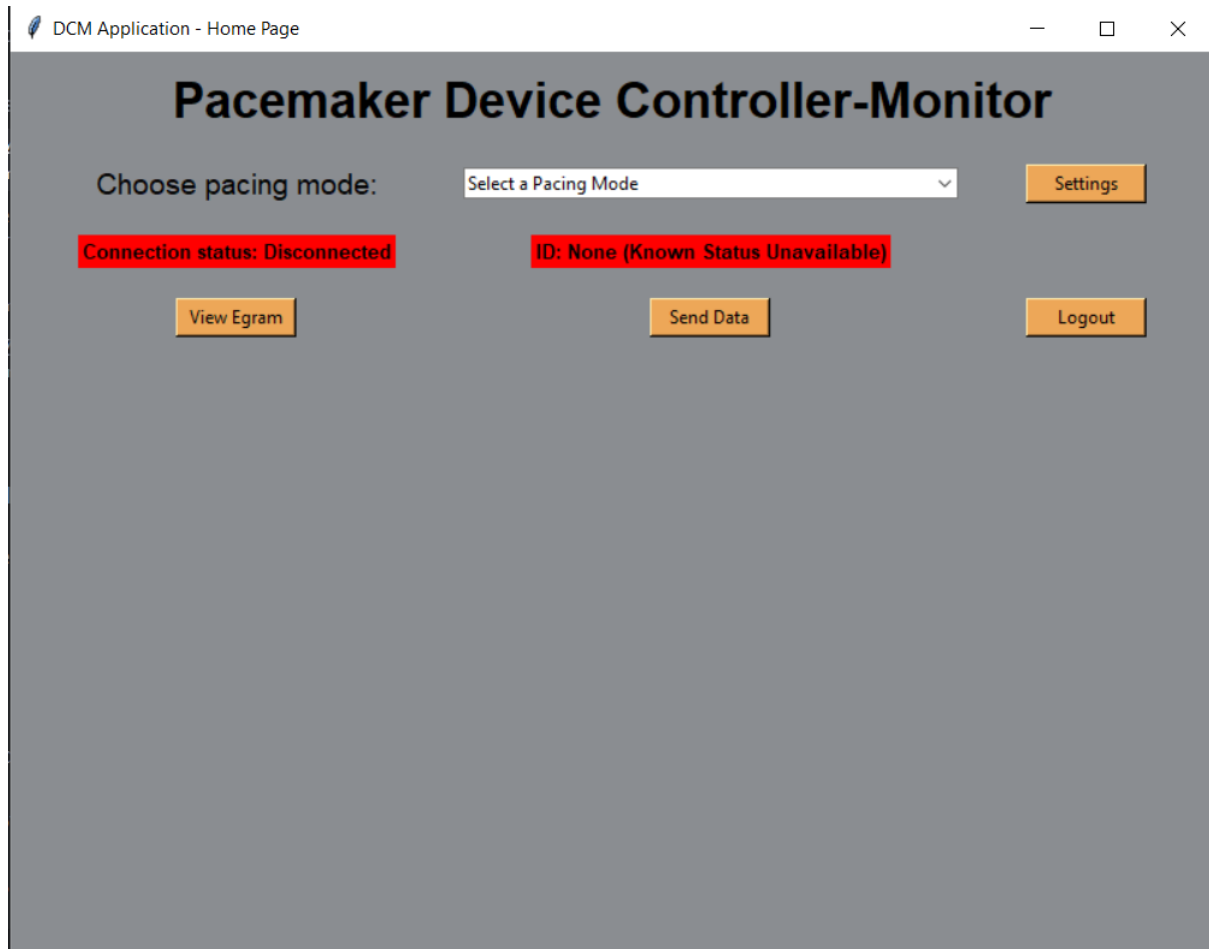 DCM Application - Home Page
Pacemaker Device Controller-Monitor
Choose pacing mode: Select a Pacing Mode Settings
Connection status: Disconnected ID: None (Known Status Unavailable)
View Egram Send Data Logout